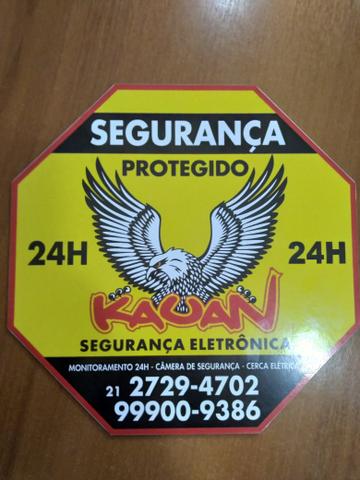 SEGURANÇA
PROTEGIDO
24H 24H
KAUAN
SEGURANÇA ELETRÔNICA
MONITORAMENTO 24H - CÂMERA DE SEGURANÇA - CERCA ELÉTRICA
21 2729-4702
99900-9386